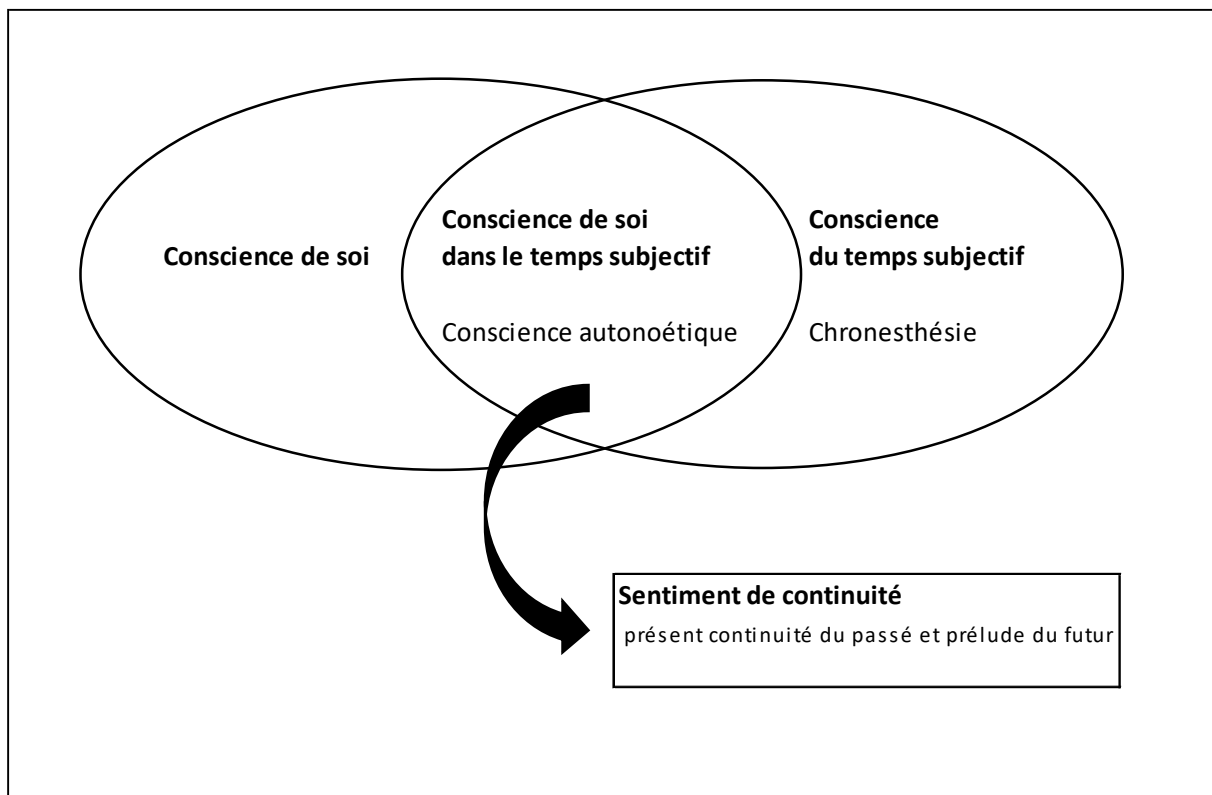 Conscience de soi
Conscience de soi
dans le temps subjectif
Conscience autonoétique
Conscience
du temps subjectif
Chronesthésie
Sentiment de continuité
présent continuité du passé et prélude du futur